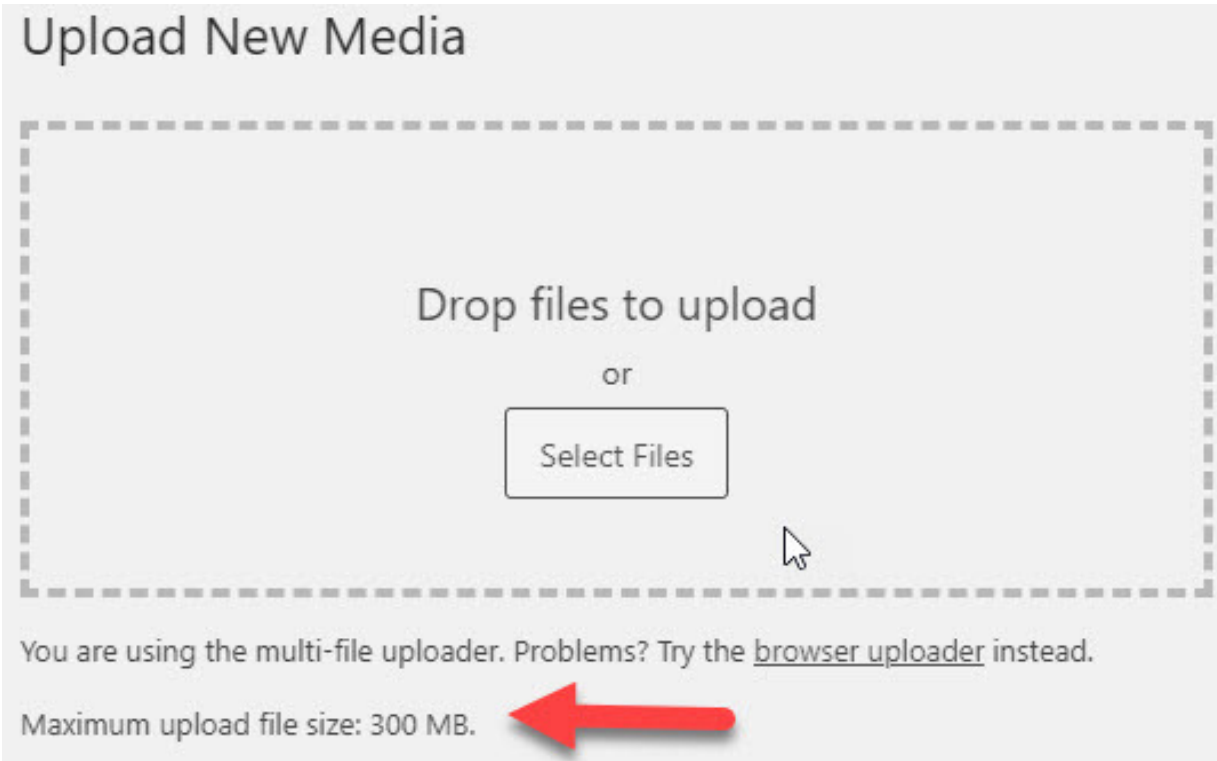 Upload New Media
Drop files to upload
or
Select Files
You are using the multi-file uploader. Problems? Try the browser uploader instead.
Maximum upload file size: 300 MB.